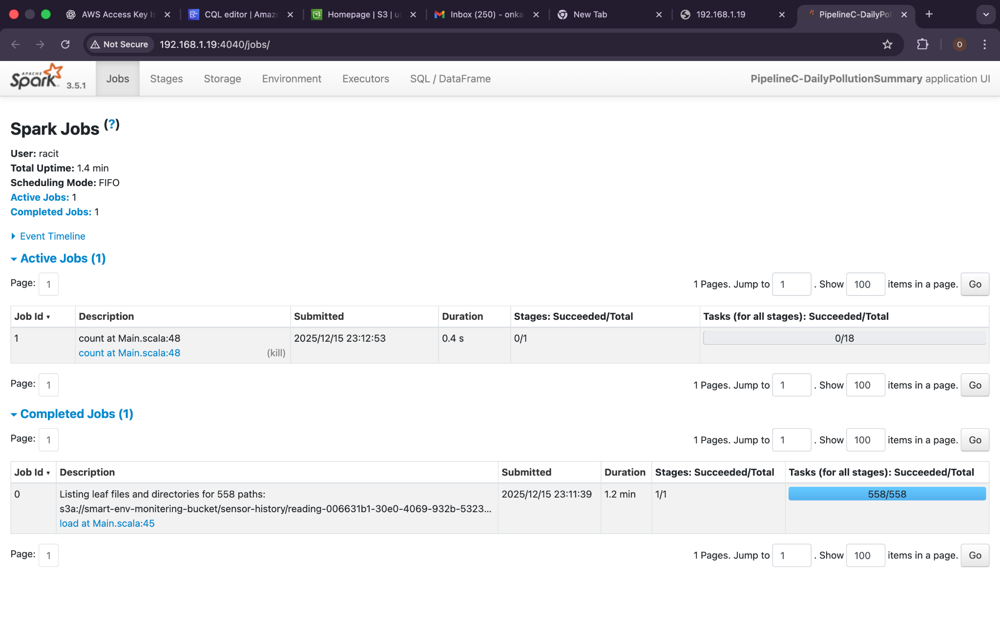 AWS Access Key Is
CQL editor | Amazo
Homepage | S3 | us
Inbox (250) - onka
New Tab
192.168.1.19
PipelineC-DailyPol
Not Secure
192.168.1.19:4040/jobs/
O
APACHE Spark 3.5.1
Jobs
Stages
Storage
Environment
Executors
SQL / DataFrame
PipelineC-DailyPollutionSummary application UI
Spark Jobs (?)
User: racit
Total Uptime: 1.4 min
Scheduling Mode: FIFO
Active Jobs: 1
Completed Jobs: 1
Event Timeline
Active Jobs (1)
Page: 1
1 Pages. Jump to 1 . Show 100 items in a page. Go
Job Id ▾ Description Submitted Duration Stages: Succeeded/Total Tasks (for all stages): Succeeded/Total
1 count at Main.scala:48 2025/12/15 23:12:53 0.4 s 0/1 0/18
count at Main.scala:48 (kill)
Page: 1
1 Pages. Jump to 1 . Show 100 items in a page. Go
Completed Jobs (1)
Page: 1
1 Pages. Jump to 1 . Show 100 items in a page. Go
Job Id ▾ Description Submitted Duration Stages: Succeeded/Total Tasks (for all stages): Succeeded/Total
0 Listing leaf files and directories for 558 paths: 2025/12/15 23:11:39 1.2 min 1/1 558/558
s3a://smart-env-monitering-bucket/sensor-history/reading-006631b1-30e0-4069-932b-5323...
load at Main.scala:45
Page: 1
1 Pages. Jump to 1 . Show 100 items in a page. Go